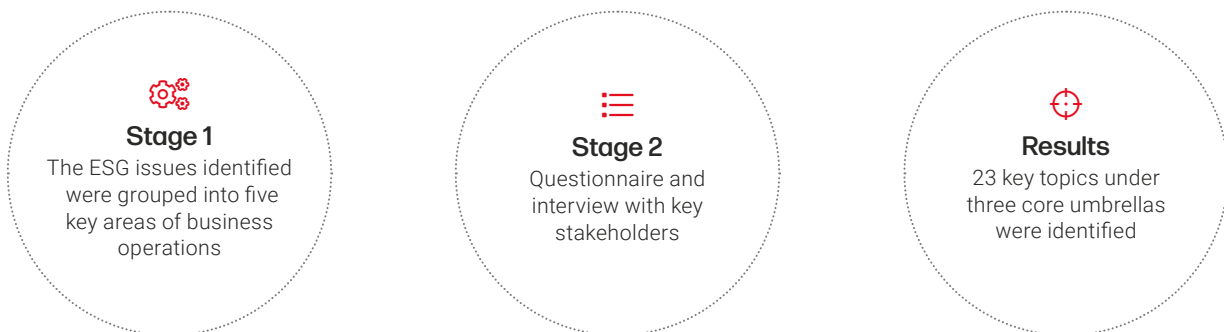 Stage 1
The ESG issues identified
were grouped into five
key areas of business
operations
Stage 2
Questionnaire and
interview with key
stakeholders
Results
23 key topics under
three core umbrellas
were identified